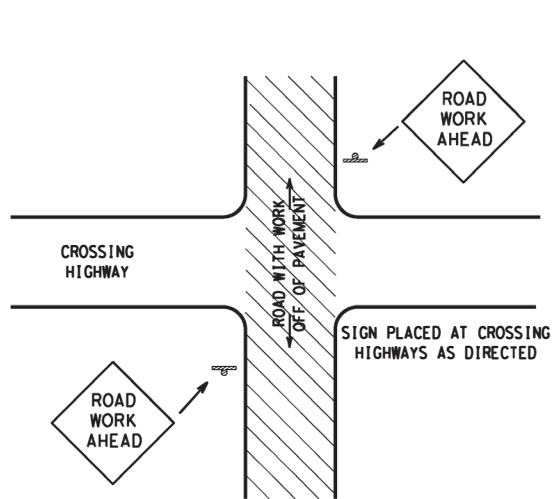 ROAD
WORK
AHEAD
ROAD WITH WORK
OFF OF PAVEMENT
CROSSING
HIGHWAY
SIGN PLACED AT CROSSING
HIGHWAYS AS DIRECTED
ROAD
WORK
AHEAD